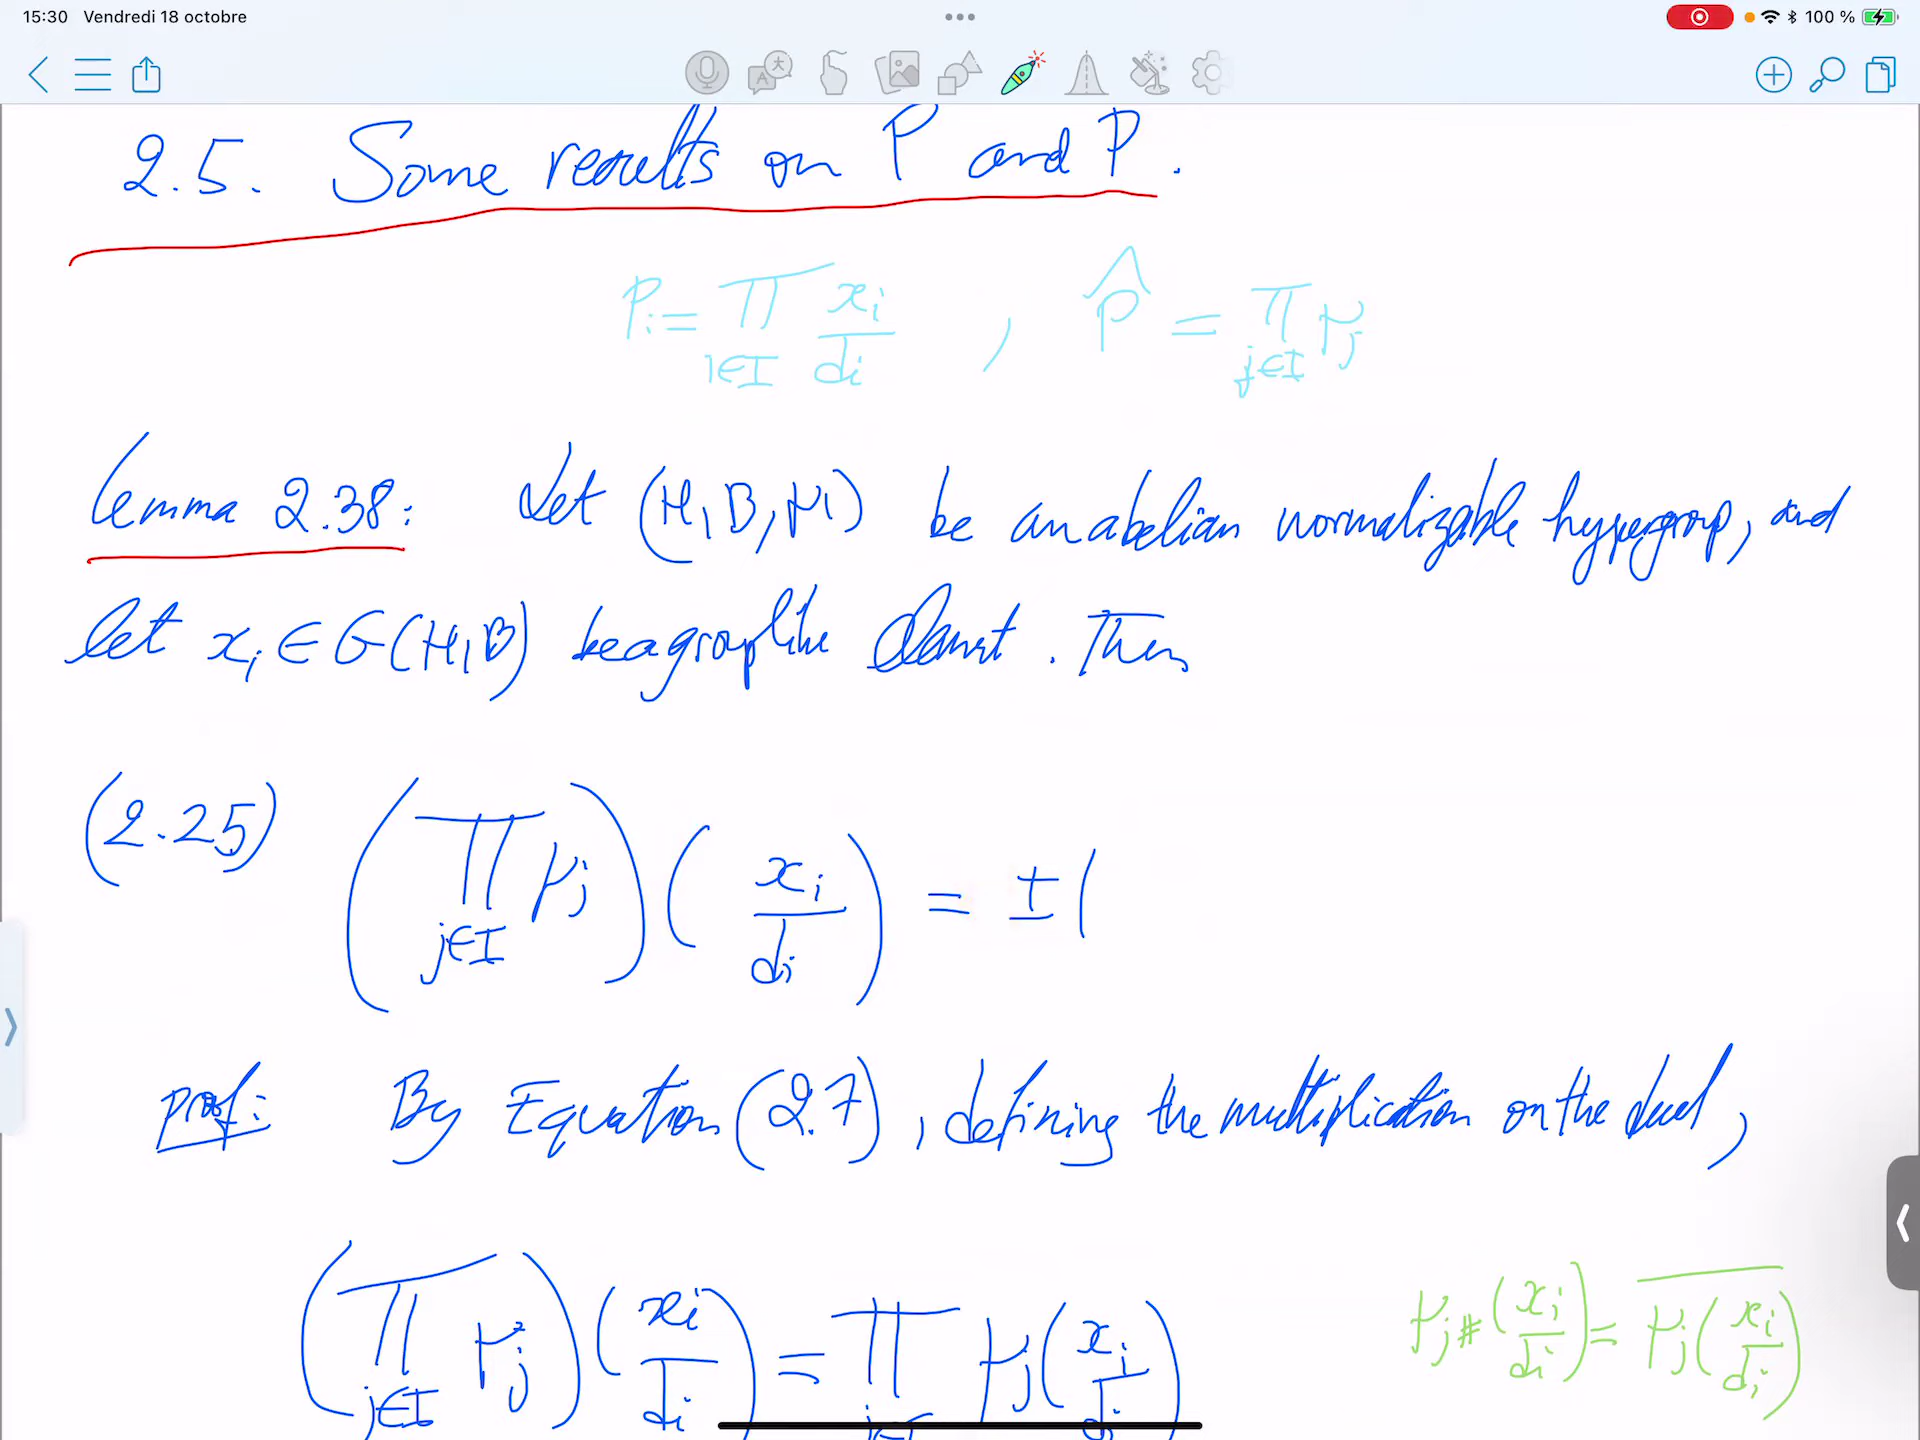 15:30 Vendredi 18 octobre 100 %
2.5. Some results on P and P̂.
P := ∏_{i∈I} x_i/d_i , P̂ = ∏_{j∈I} μ_j
Lemma 2.38: Let (H,B,μ_1) be an abelian normalizable hypergroup, and
let x_i ∈ G(H,B) be a grouplike element. Then
(2.25) (∏_{j∈I} μ_j)(x_i/d_i) = ±1
proof: By Equation (2.7), defining the multiplication on the dual,
(∏_{j∈I} μ_j)(x_i/d_i) = ∏_{j∈I} μ_j(x_i/d_i)
μ_{j#}(x_i/d_i) = \overline{μ_j(x_i/d_i)}